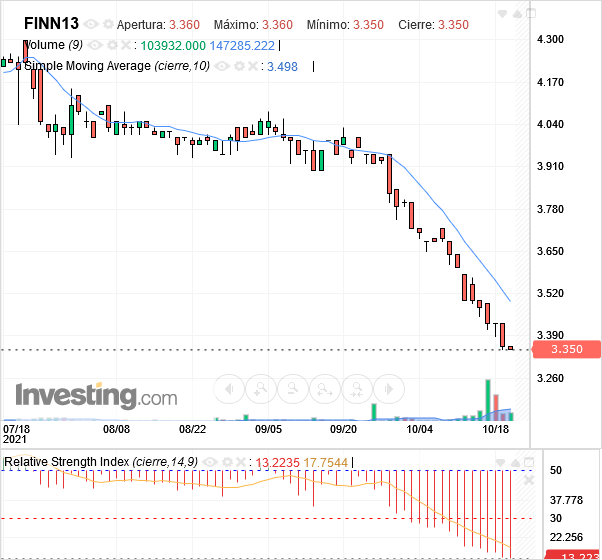 FINN13 Apertura: 3.360 Máximo: 3.360 Mínimo: 3.350 Cierre: 3.350
Volume (9) : 103932.000 147285.222
Simple Moving Average (cierre,10) : 3.498
4.300
4.170
4.040
3.910
3.780
3.650
3.520
3.390
3.350
3.260
Investing.com
07/18 08/08 08/22 09/05 09/20 10/04 10/18
2021
Relative Strength Index (cierre,14,9) : 13.2235 17.7544
50
37.778
30
22.256
13.223